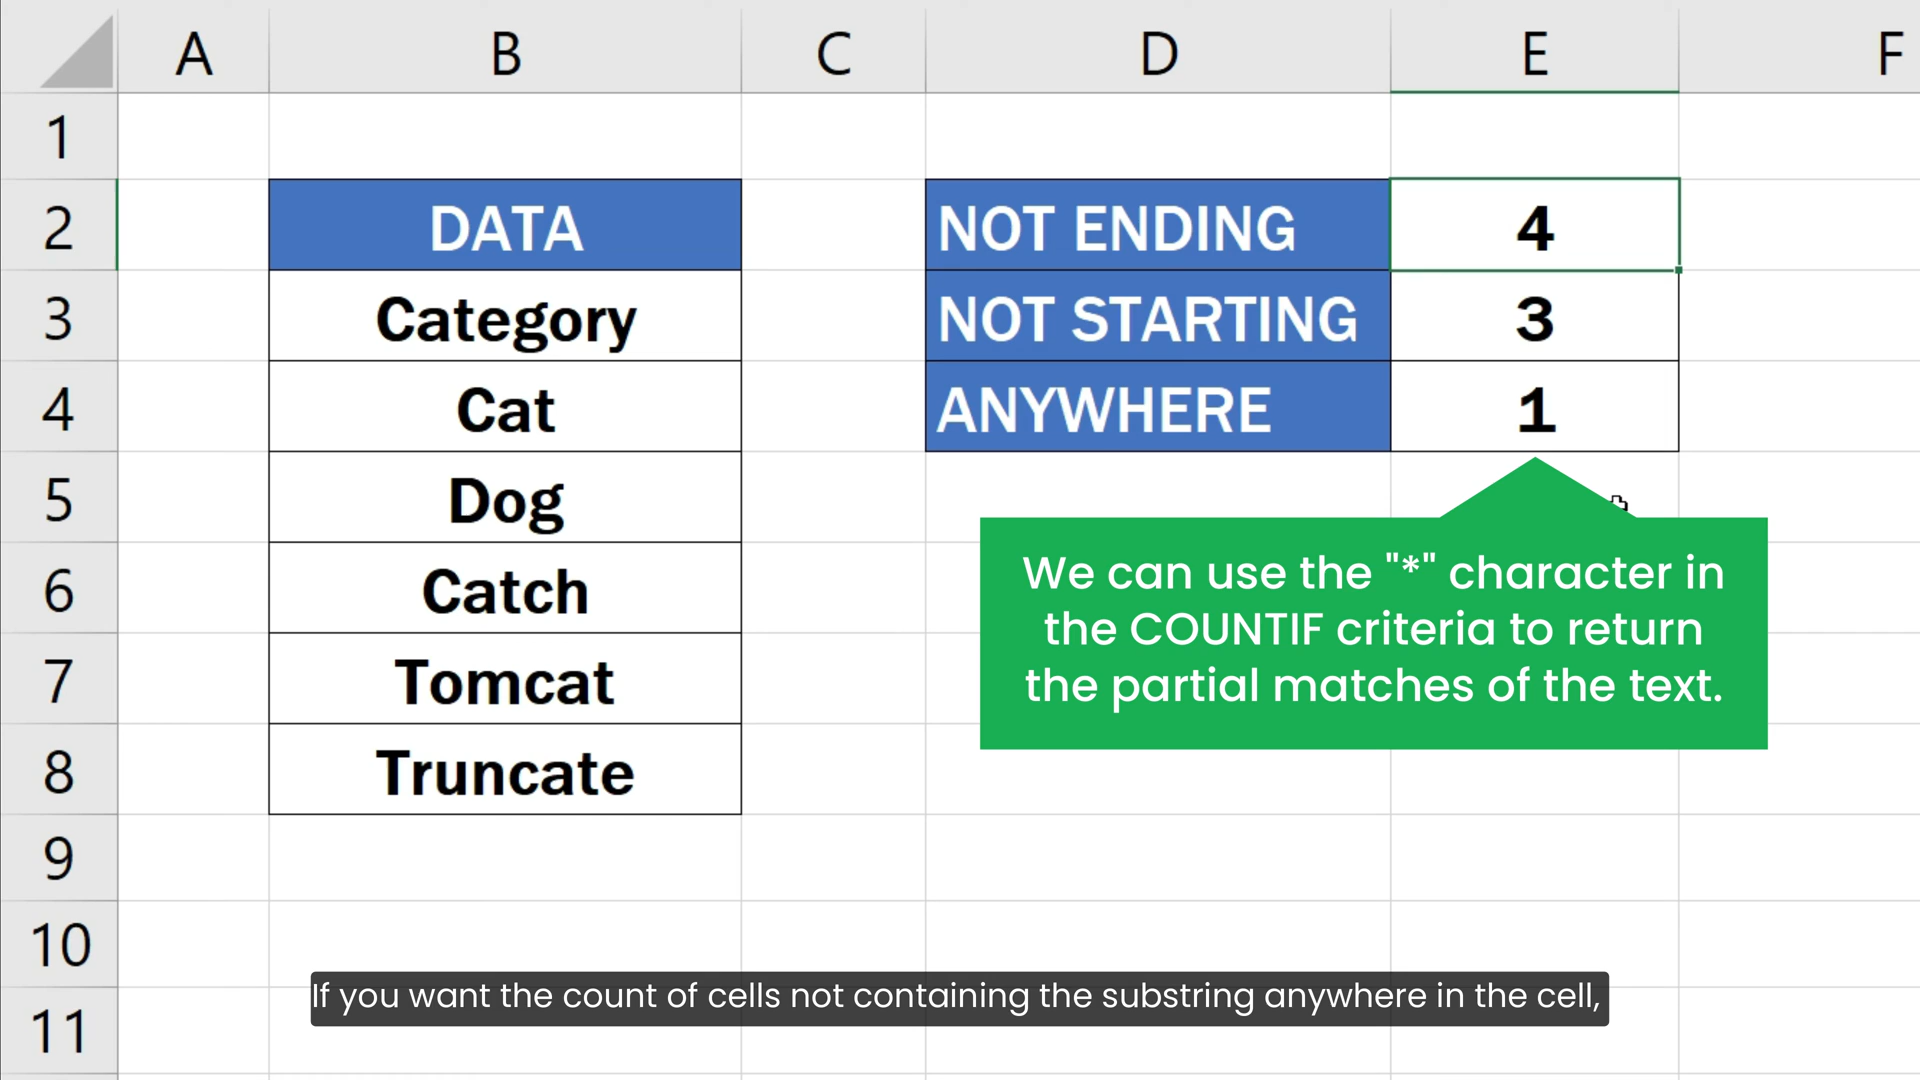 A B C D E F
1
2 DATA NOT ENDING 4
3 Category NOT STARTING 3
4 Cat ANYWHERE 1
5 Dog
6 Catch
7 Tomcat
8 Truncate
9
10
11
We can use the "*" character in
the COUNTIF criteria to return
the partial matches of the text.
If you want the count of cells not containing the substring anywhere in the cell,